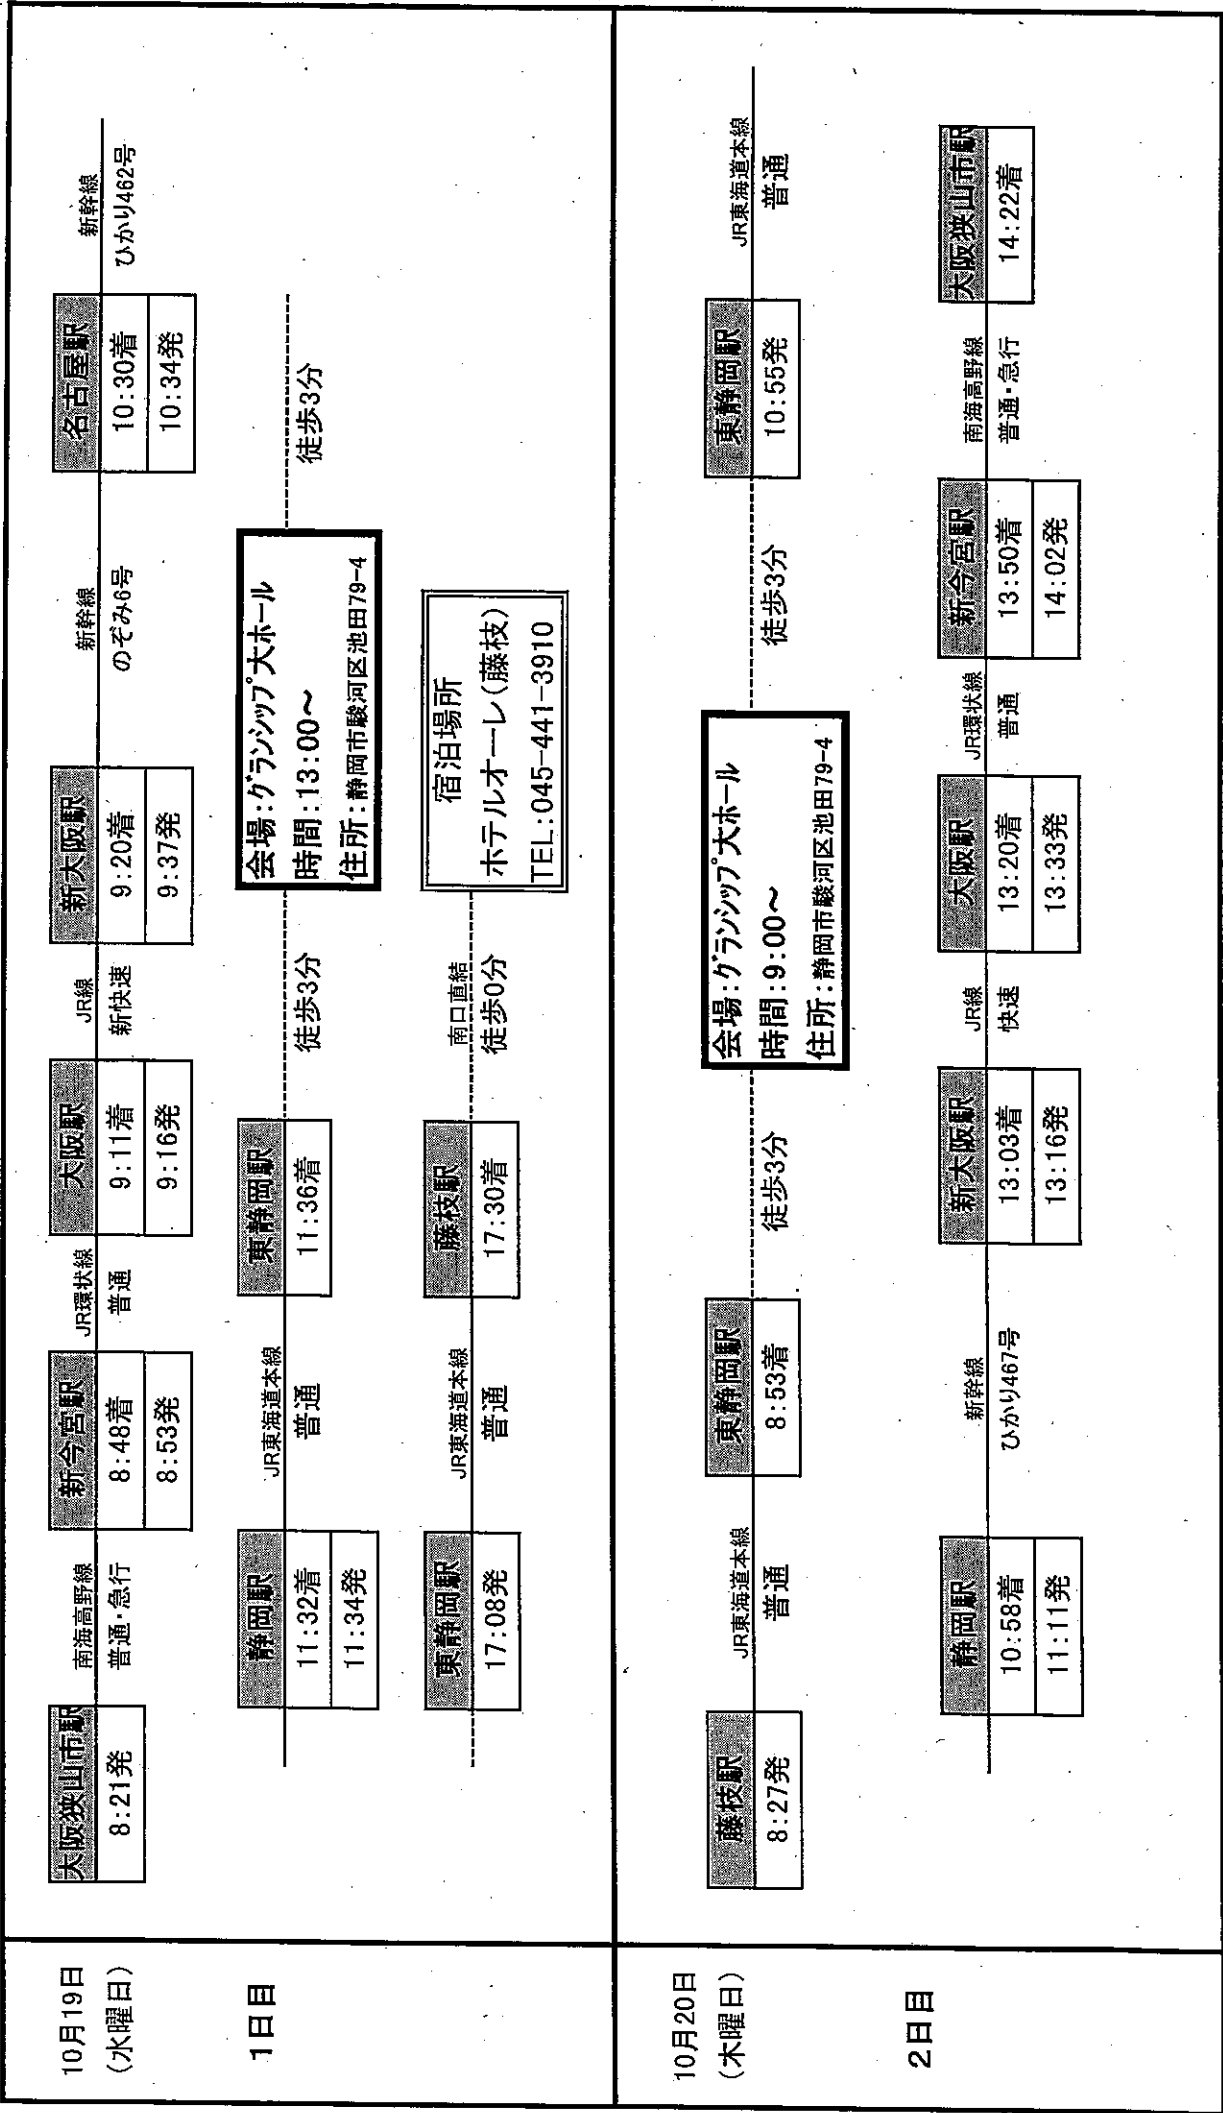 10月19日
(水曜日)
1日目
大阪狭山市駅
8:21発
南海高野線
普通・急行
新今宮駅
8:48着
8:53発
JR環状線
普通
大阪駅
9:11着
9:16発
JR線
新快速
新大阪駅
9:20着
9:37発
新幹線
のぞみ6号
名古屋駅
10:30着
10:34発
新幹線
ひかり462号
静岡駅
11:32着
11:34発
JR東海道本線
普通
東静岡駅
11:36着
徒歩3分
会場:グランシップ大ホール
時間:13:00~
住所:静岡市駿河区池田79-4
徒歩3分
東静岡駅
17:08発
JR東海道本線
普通
藤枝駅
17:30着
南口直結
徒歩0分
宿泊場所
ホテルオーレ(藤枝)
TEL:045-441-3910
10月20日
(木曜日)
2日目
藤枝駅
8:27発
JR東海道本線
普通
東静岡駅
8:53着
徒歩3分
会場:グランシップ大ホール
時間:9:00~
住所:静岡市駿河区池田79-4
徒歩3分
東静岡駅
10:55発
JR東海道本線
普通
静岡駅
10:58着
11:11発
新幹線
ひかり467号
新大阪駅
13:03着
13:16発
JR線
快速
大阪駅
13:20着
13:33発
JR環状線
普通
新今宮駅
13:50着
14:02発
南海高野線
普通・急行
大阪狭山市駅
14:22着